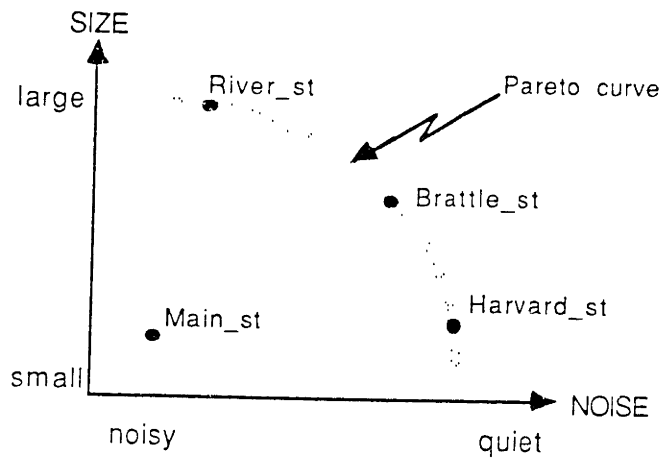 SIZE
large
River_st
Pareto curve
Brattle_st
Main_st
Harvard_st
small
NOISE
noisy
quiet